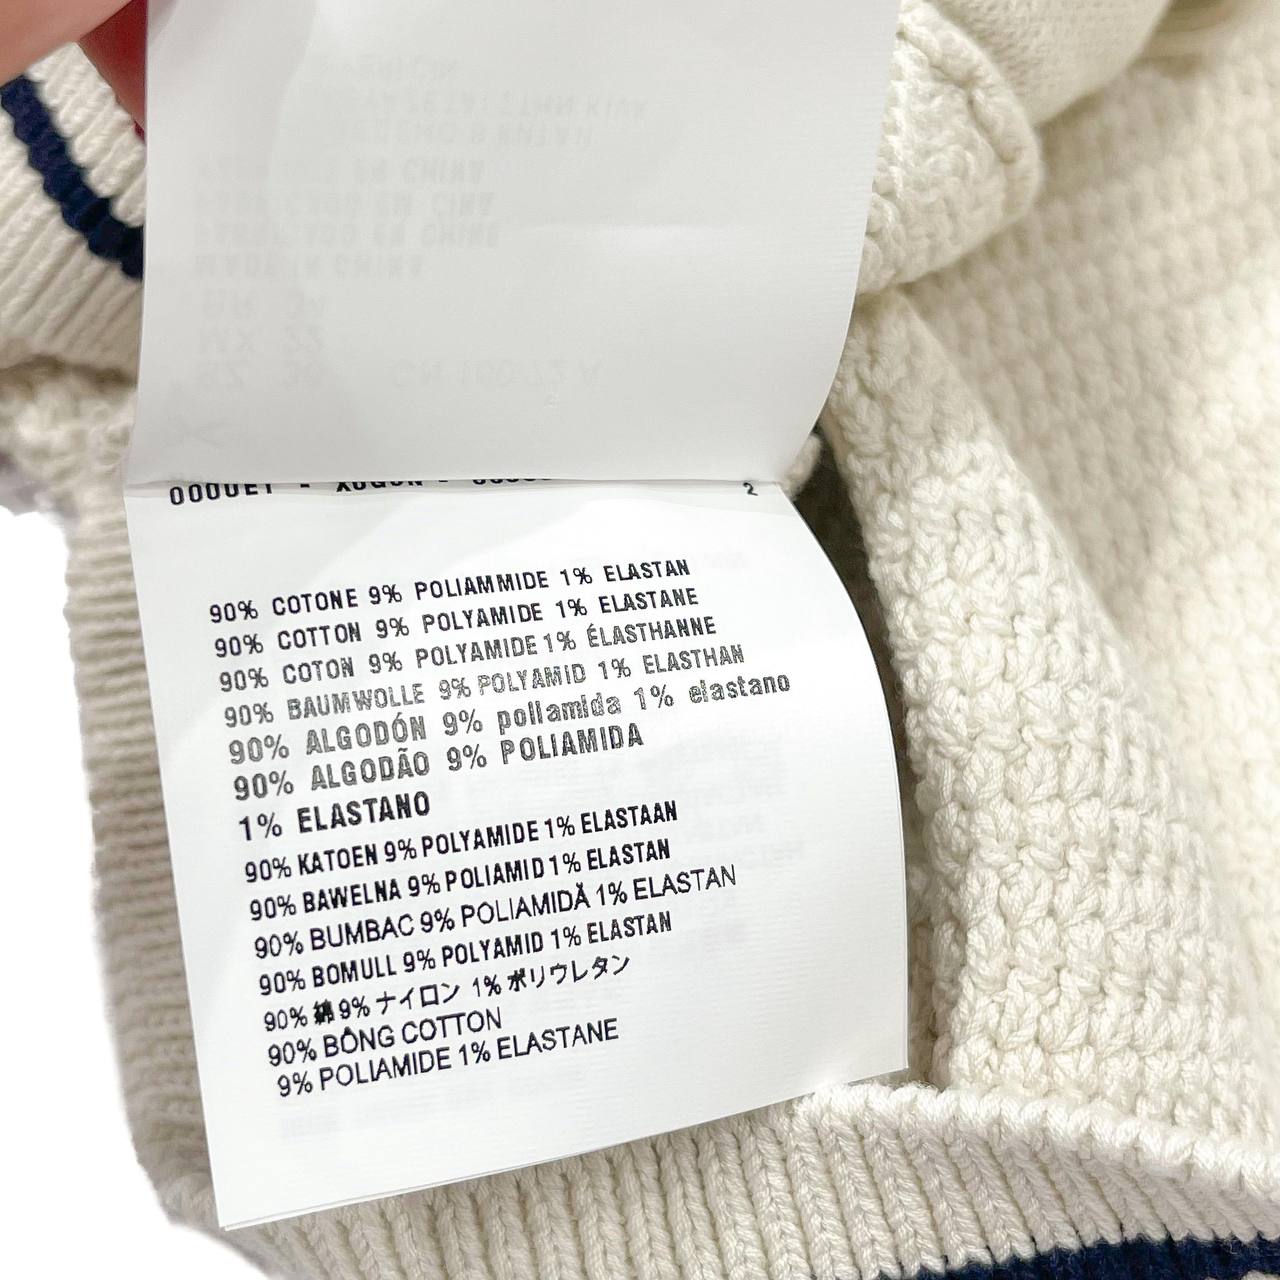 2
90% COTONE 9% POLIAMMIDE 1% ELASTAN
90% COTTON 9% POLYAMIDE 1% ELASTANE
90% COTON 9% POLYAMIDE 1% ÉLASTHANNE
90% BAUMWOLLE 9% POLYAMID 1% ELASTHAN
90% ALGODÓN 9% poliamida 1% elastano
90% ALGODÃO 9% POLIAMIDA
1% ELASTANO
90% KATOEN 9% POLYAMIDE 1% ELASTAAN
90% BAWELNA 9% POLIAMID 1% ELASTAN
90% BUMBAC 9% POLIAMIDĂ 1% ELASTAN
90% BOMULL 9% POLYAMID 1% ELASTAN
90% 綿 9% ナイロン 1% ポリウレタン
90% BÔNG COTTON
9% POLIAMIDE 1% ELASTANE